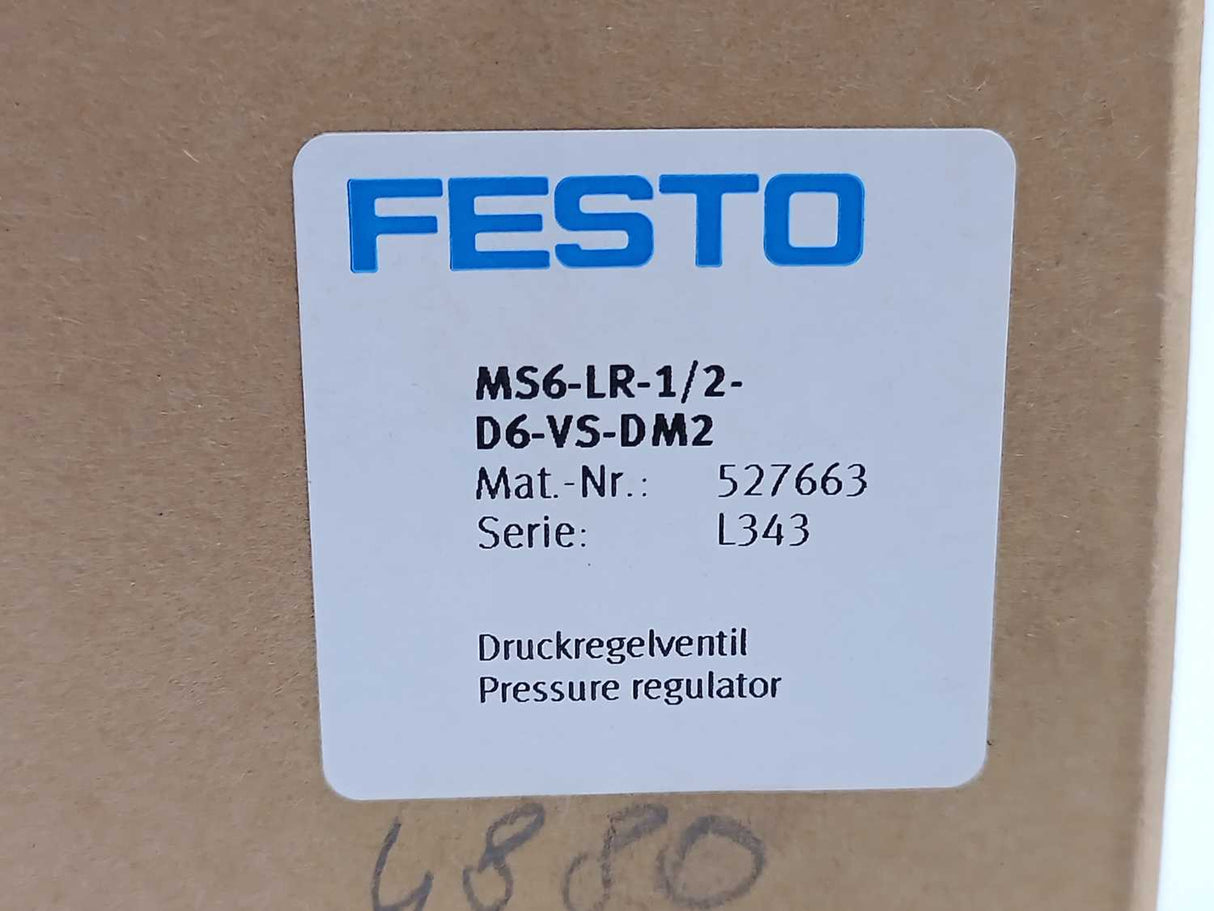 FESTO
MS6-LR-1/2-
D6-VS-DM2
Mat.-Nr.: 527663
Serie: L343
Druckregelventil
Pressure regulator
4880